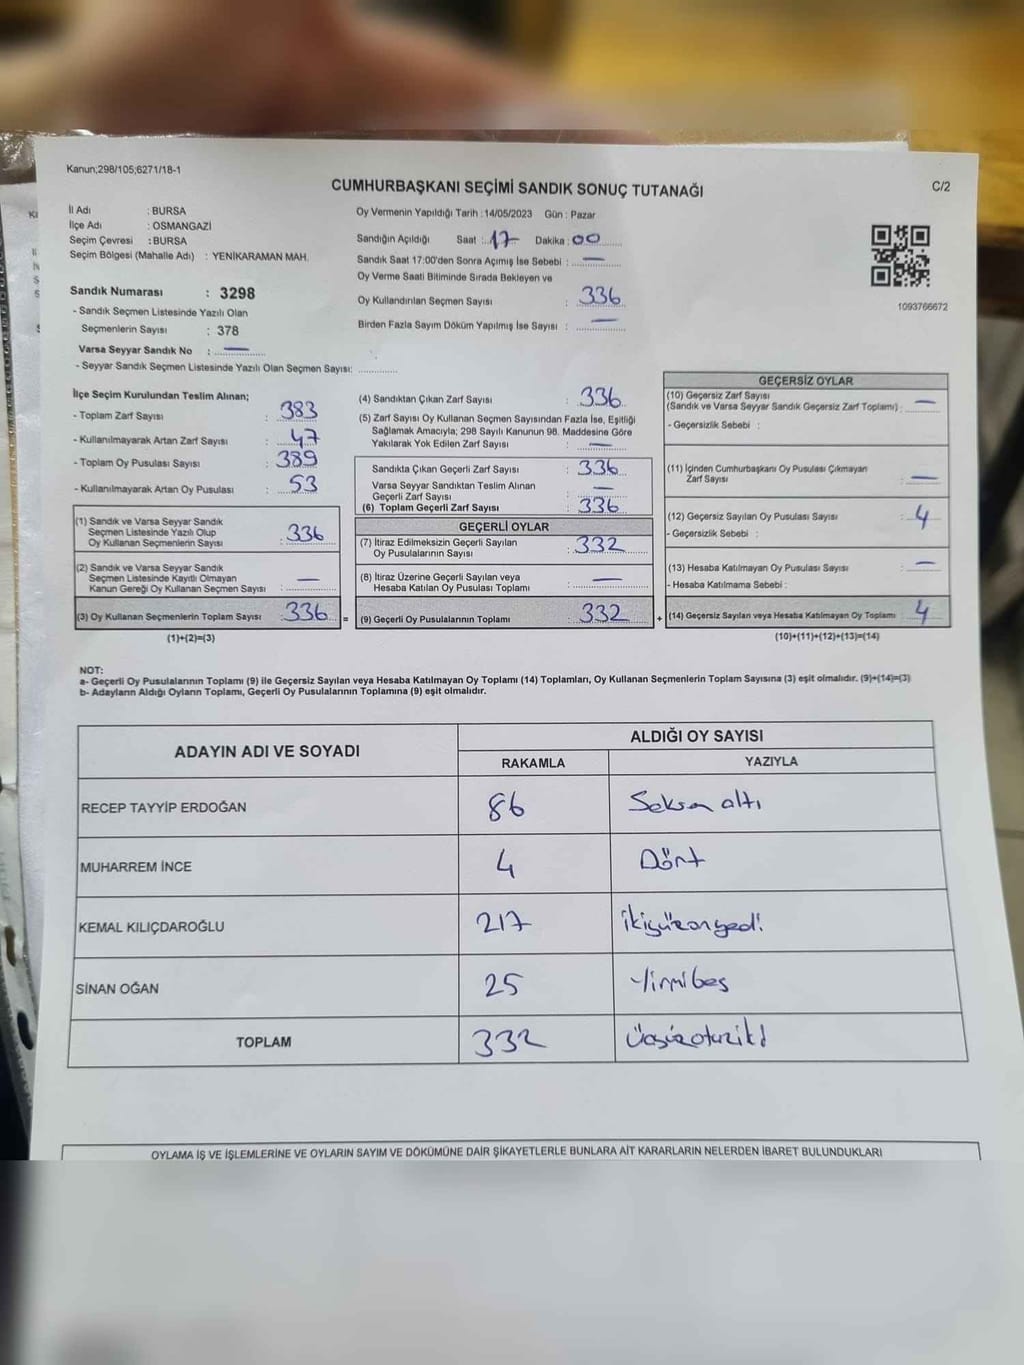 Kanun;298/105;6271/18-1
CUMHURBAŞKANI SEÇİMİ SANDIK SONUÇ TUTANAĞI
C/2
İl Adı : BURSA
İlçe Adı : OSMANGAZİ
Seçim Çevresi : BURSA
Seçim Bölgesi (Mahalle Adı) : YENİKARAMAN MAH.
Sandık Numarası : 3298
- Sandık Seçmen Listesinde Yazılı Olan
Seçmenlerin Sayısı : 378
Varsa Seyyar Sandık No : —
- Seyyar Sandık Seçmen Listesinde Yazılı Olan Seçmen Sayısı:
Oy Vermenin Yapıldığı Tarih : 14/05/2023 Gün : Pazar
Sandığın Açıldığı Saat : 17 Dakika : 00
Sandık Saat 17:00'den Sonra Açımış İse Sebebi : —
Oy Verme Saati Bitiminde Sırada Bekleyen ve
Oy Kullandırılan Seçmen Sayısı : 336
Birden Fazla Sayım Döküm Yapılmış İse Sayısı : —
1093766672
İlçe Seçim Kurulundan Teslim Alınan;
- Toplam Zarf Sayısı : 383
- Kullanılmayarak Artan Zarf Sayısı : 47
- Toplam Oy Pusulası Sayısı : 389
- Kullanılmayarak Artan Oy Pusulası : 53
(1) Sandık ve Varsa Seyyar Sandık
Seçmen Listesinde Yazılı Olup
Oy Kullanan Seçmenlerin Sayısı : 336
(2) Sandık ve Varsa Seyyar Sandık
Seçmen Listesinde Kayıtlı Olmayan
Kanun Gereği Oy Kullanan Seçmen Sayısı : —
(3) Oy Kullanan Seçmenlerin Toplam Sayısı : 336 =
(1)+(2)=(3)
(4) Sandıktan Çıkan Zarf Sayısı : 336
(5) Zarf Sayısı Oy Kullanan Seçmen Sayısından Fazla İse, Eşitliği
Sağlamak Amacıyla; 298 Sayılı Kanunun 98. Maddesine Göre
Yakılarak Yok Edilen Zarf Sayısı : —
Sandıkta Çıkan Geçerli Zarf Sayısı : 336
Varsa Seyyar Sandıktan Teslim Alınan
Geçerli Zarf Sayısı : —
(6) Toplam Geçerli Zarf Sayısı : 336
GEÇERLİ OYLAR
(7) İtiraz Edilmeksizin Geçerli Sayılan
Oy Pusulalarının Sayısı : 332
(8) İtiraz Üzerine Geçerli Sayılan veya
Hesaba Katılan Oy Pusulası Toplamı : —
(9) Geçerli Oy Pusulalarının Toplamı : 332 +
GEÇERSİZ OYLAR
(10) Geçersiz Zarf Sayısı
(Sandık ve Varsa Seyyar Sandık Geçersiz Zarf Toplamı) : —
- Geçersizlik Sebebi :
(11) İçinden Cumhurbaşkanı Oy Pusulası Çıkmayan
Zarf Sayısı : —
(12) Geçersiz Sayılan Oy Pusulası Sayısı : 4
- Geçersizlik Sebebi :
(13) Hesaba Katılmayan Oy Pusulası Sayısı : —
- Hesaba Katılmama Sebebi :
(14) Geçersiz Sayılan veya Hesaba Katılmayan Oy Toplamı : 4
(10)+(11)+(12)+(13)=(14)
NOT:
a- Geçerli Oy Pusulalarının Toplamı (9) ile Geçersiz Sayılan veya Hesaba Katılmayan Oy Toplamı (14) Toplamları, Oy Kullanan Seçmenlerin Toplam Sayısına (3) eşit olmalıdır. (9)+(14)=(3)
b- Adayların Aldığı Oyların Toplamı, Geçerli Oy Pusulalarının Toplamına (9) eşit olmalıdır.
ADAYIN ADI VE SOYADI
ALDIĞI OY SAYISI
RAKAMLA YAZIYLA
RECEP TAYYİP ERDOĞAN 86 Seksen altı
MUHARREM İNCE 4 Dört
KEMAL KILIÇDAROĞLU 217 ikiyüzonyedi
SİNAN OĞAN 25 Yirmibeş
TOPLAM 332 Üçyüzotuziki
OYLAMA İŞ VE İŞLEMLERİNE VE OYLARIN SAYIM VE DÖKÜMÜNE DAİR ŞİKAYETLERLE BUNLARA AİT KARARLARIN NELERDEN İBARET BULUNDUKLARI